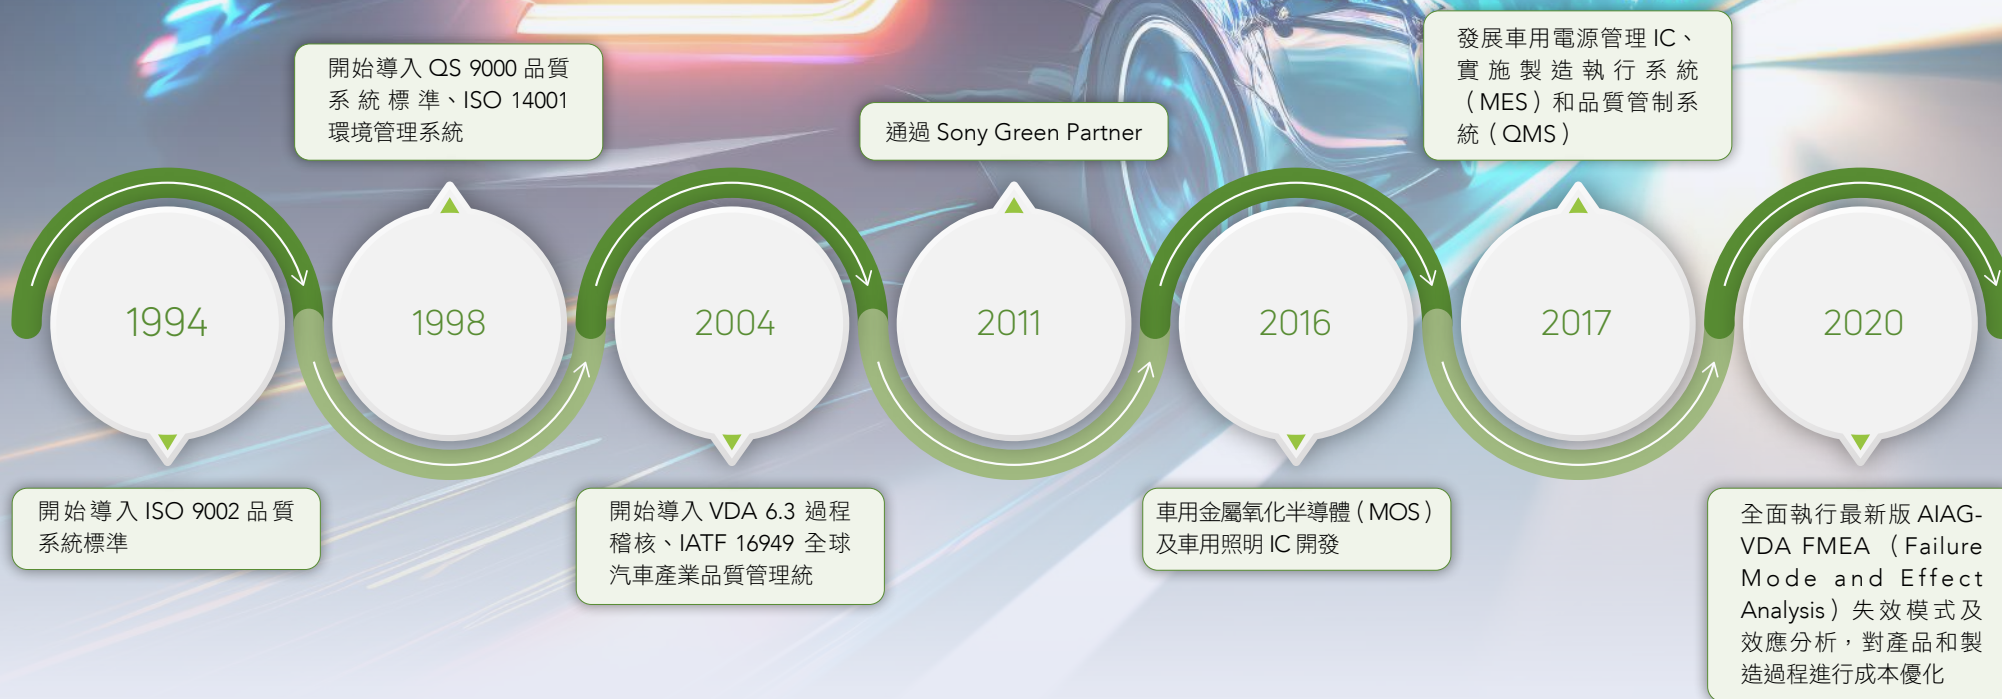 1994
開始導入 ISO 9002 品質
系統標準
1998
開始導入 QS 9000 品質
系統標準、ISO 14001
環境管理系統
2004
開始導入 VDA 6.3 過程
稽核、IATF 16949 全球
汽車產業品質管理統
2011
通過 Sony Green Partner
2016
車用金屬氧化半導體（MOS）
及車用照明 IC 開發
2017
發展車用電源管理 IC、
實施製造執行系統
（MES）和品質管制系
統（QMS）
2020
全面執行最新版 AIAG-
VDA FMEA （Failure
Mode and Effect
Analysis）失效模式及
效應分析，對產品和製
造過程進行成本優化